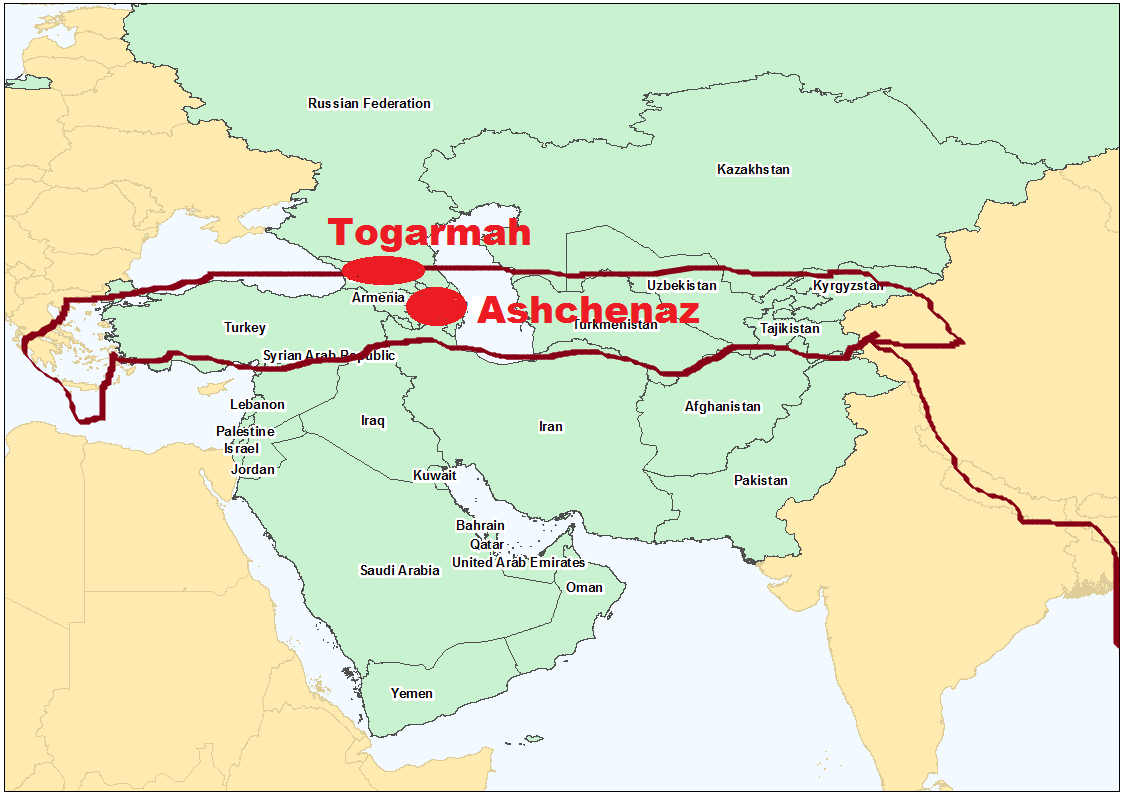 Russian Federation
Kazakhstan
Togarmah
Uzbekistan
Kyrgyzstan
Armenia
Ashchenaz
Turkey
Turkmenistan
Tajikistan
Syrian Arab Republic
Lebanon
Afghanistan
Iraq
Iran
Palestine
Israel
Jordan
Kuwait
Pakistan
Bahrain
Qatar
United Arab Emirates
Saudi Arabia
Oman
Yemen